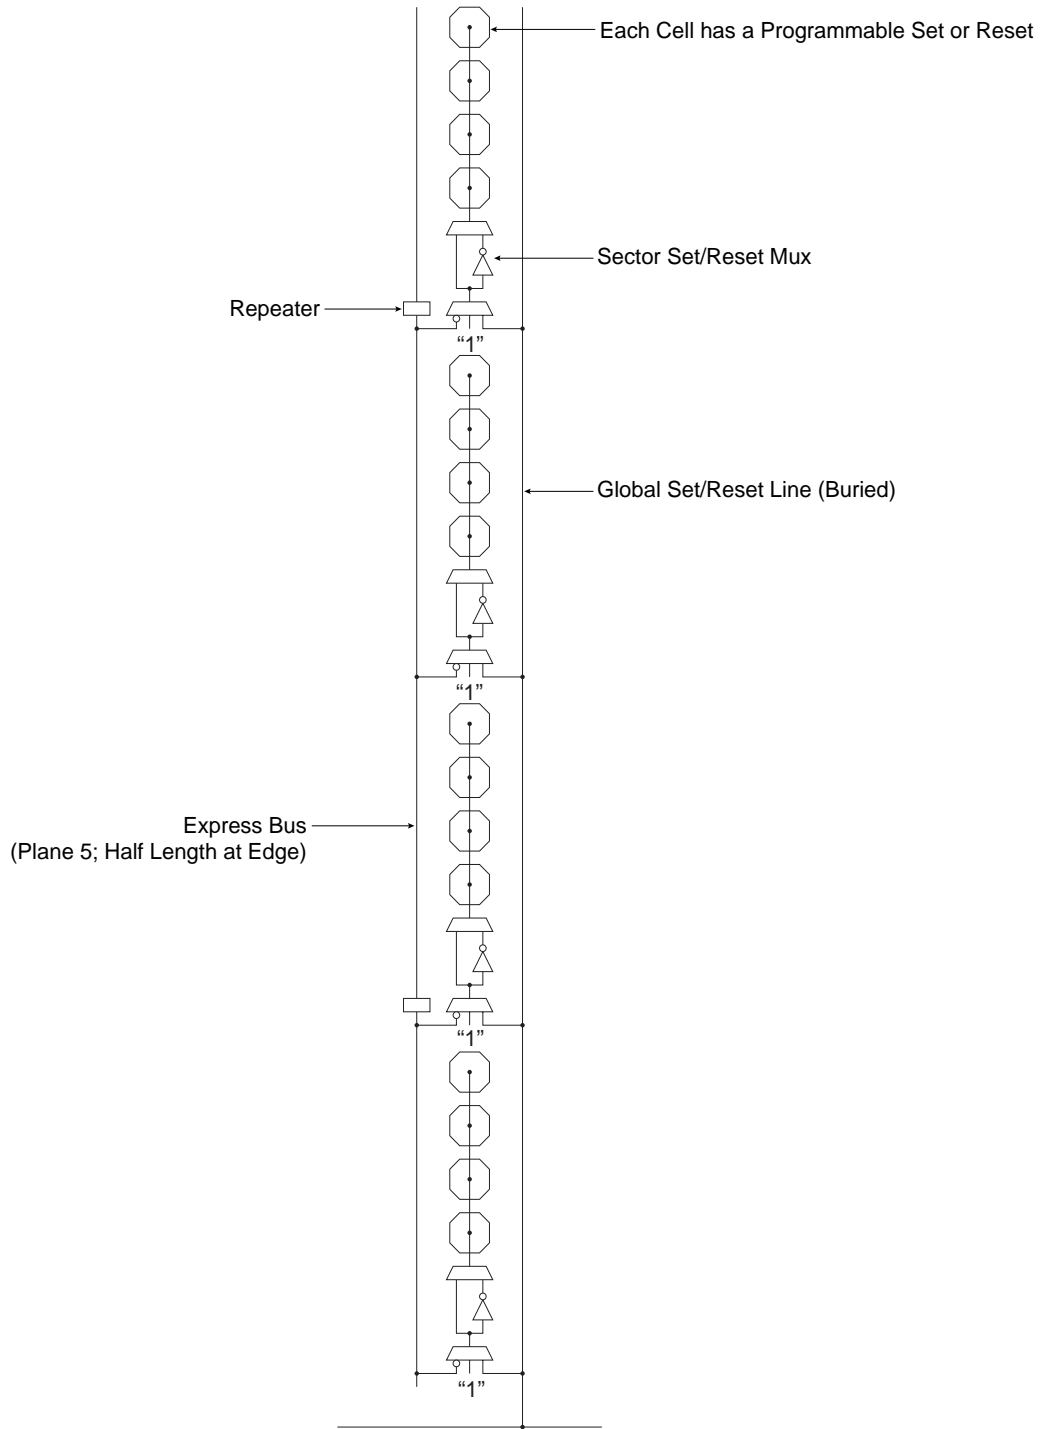 Each Cell has a Programmable Set or Reset
Sector Set/Reset Mux
Repeater
“1”
Global Set/Reset Line (Buried)
“1”
Express Bus
(Plane 5; Half Length at Edge)
“1”
“1”